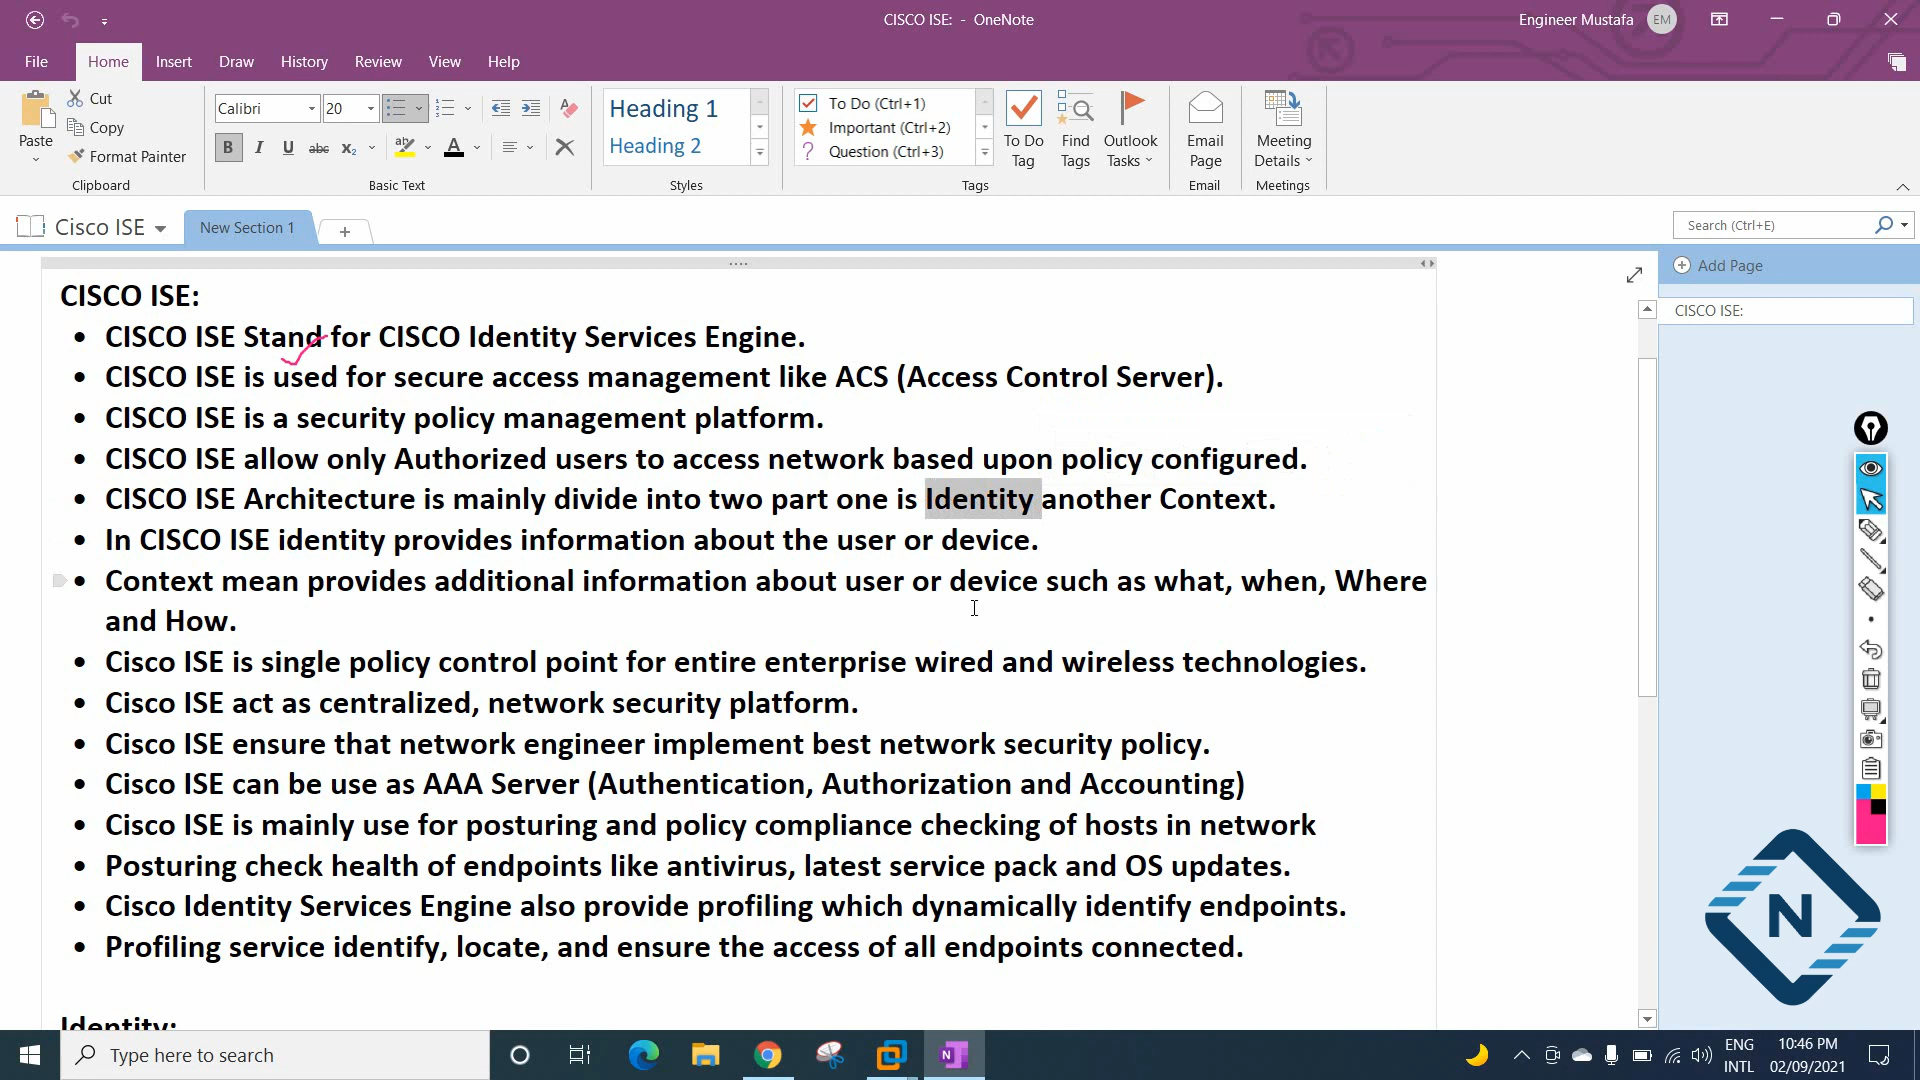 CISCO ISE: - OneNote
Engineer Mustafa
EM
File
Home
Insert
Draw
History
Review
View
Help
Paste
Cut
Copy
Format Painter
Clipboard
Calibri
20
B
I
U
abc
x₂
ab
A
Basic Text
Heading 1
Heading 2
Styles
To Do (Ctrl+1)
Important (Ctrl+2)
? Question (Ctrl+3)
Tags
To Do
Tag
Find
Tags
Outlook
Tasks
Email
Page
Email
Meeting
Details
Meetings
Cisco ISE
New Section 1
+
Search (Ctrl+E)
Add Page
CISCO ISE:
CISCO ISE:
• CISCO ISE Stand for CISCO Identity Services Engine.
• CISCO ISE is used for secure access management like ACS (Access Control Server).
• CISCO ISE is a security policy management platform.
• CISCO ISE allow only Authorized users to access network based upon policy configured.
• CISCO ISE Architecture is mainly divide into two part one is Identity another Context.
• In CISCO ISE identity provides information about the user or device.
• Context mean provides additional information about user or device such as what, when, Where
and How.
• Cisco ISE is single policy control point for entire enterprise wired and wireless technologies.
• Cisco ISE act as centralized, network security platform.
• Cisco ISE ensure that network engineer implement best network security policy.
• Cisco ISE can be use as AAA Server (Authentication, Authorization and Accounting)
• Cisco ISE is mainly use for posturing and policy compliance checking of hosts in network
• Posturing check health of endpoints like antivirus, latest service pack and OS updates.
• Cisco Identity Services Engine also provide profiling which dynamically identify endpoints.
• Profiling service identify, locate, and ensure the access of all endpoints connected.
Identity:
N
Type here to search
N
ENG
INTL
10:46 PM
02/09/2021